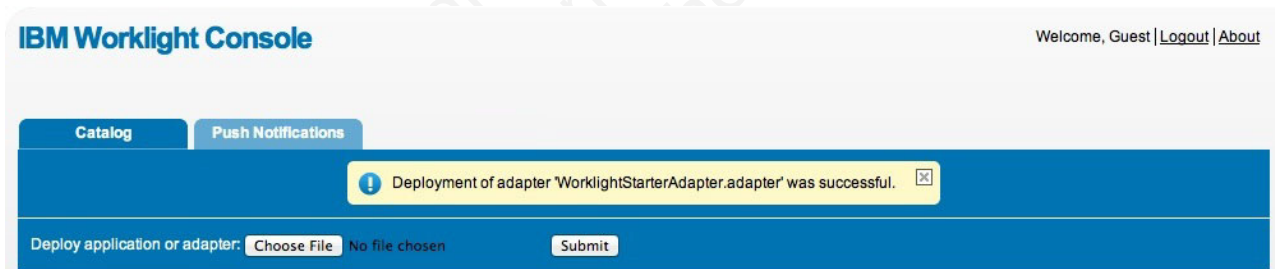 IBM Worklight Console
Welcome, Guest | Logout | About
Catalog
Push Notifications
Deployment of adapter 'WorklightStarterAdapter.adapter' was successful.
Deploy application or adapter: Choose File No file chosen Submit